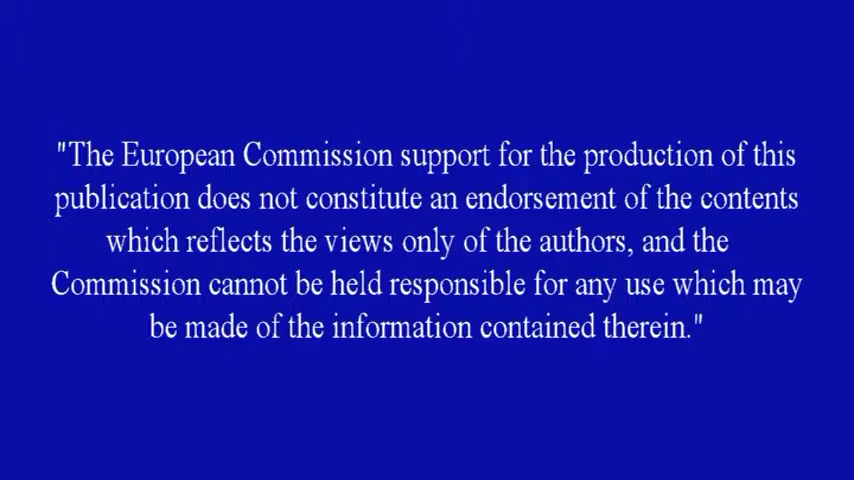 "The European Commission support for the production of this
publication does not constitute an endorsement of the contents
which reflects the views only of the authors, and the
Commission cannot be held responsible for any use which may
be made of the information contained therein."